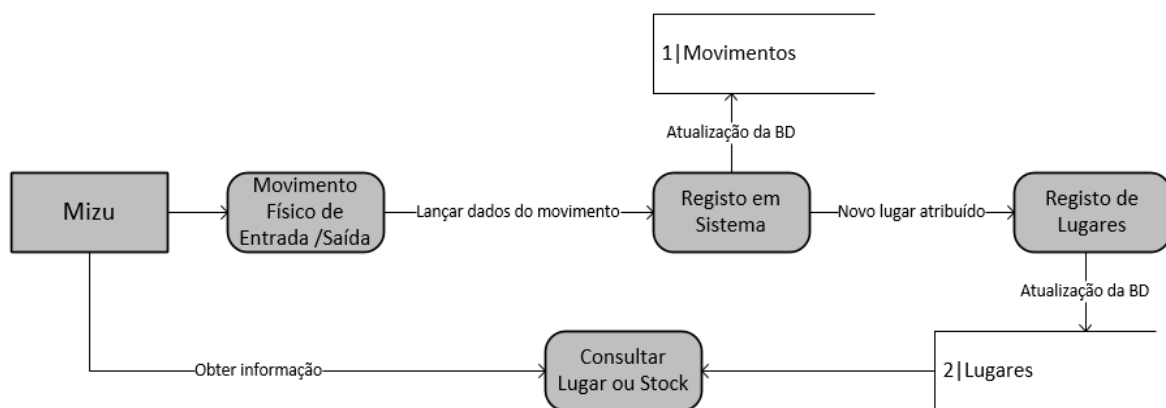 1|Movimentos
Atualização da BD
Mizu
Movimento
Físico de
Entrada /Saída
Lançar dados do movimento
Registo em
Sistema
Novo lugar atribuído
Registo de
Lugares
Atualização da BD
Obter informação
Consultar
Lugar ou Stock
2|Lugares